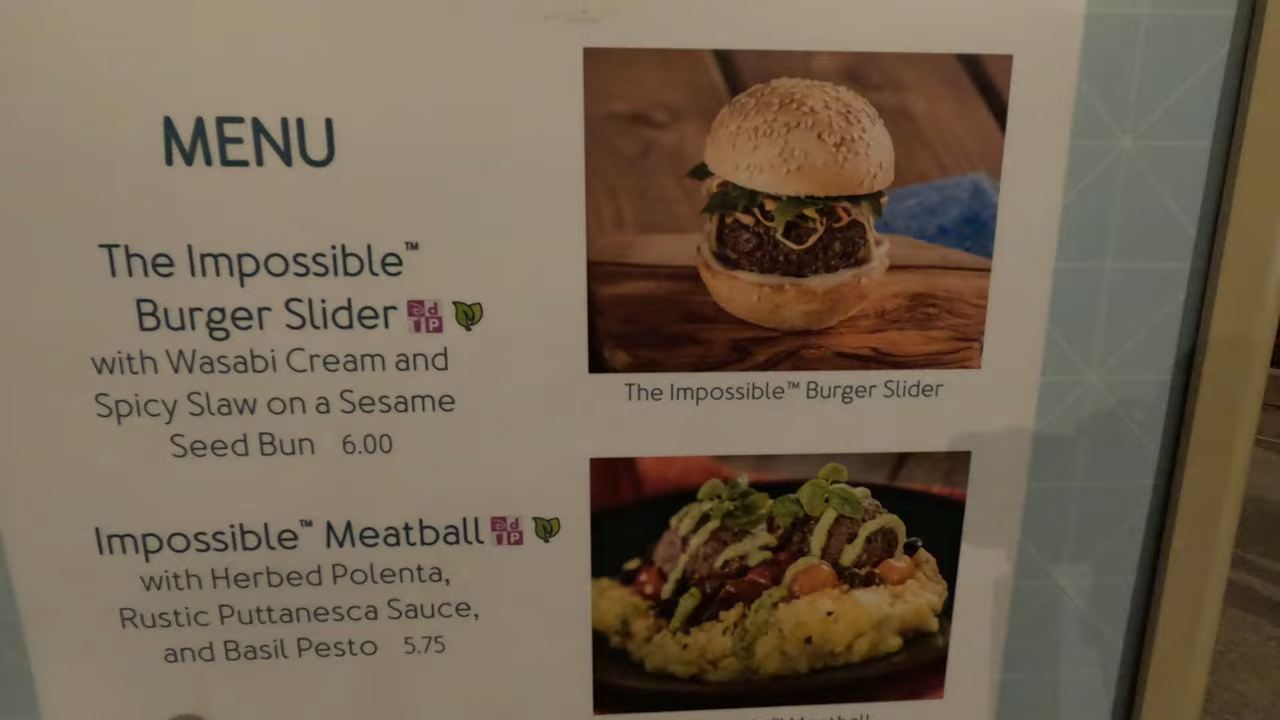 MENU
The Impossible™
Burger Slider
with Wasabi Cream and
Spicy Slaw on a Sesame
Seed Bun 6.00
The Impossible™ Burger Slider
Impossible™ Meatball
with Herbed Polenta,
Rustic Puttanesca Sauce,
and Basil Pesto 5.75